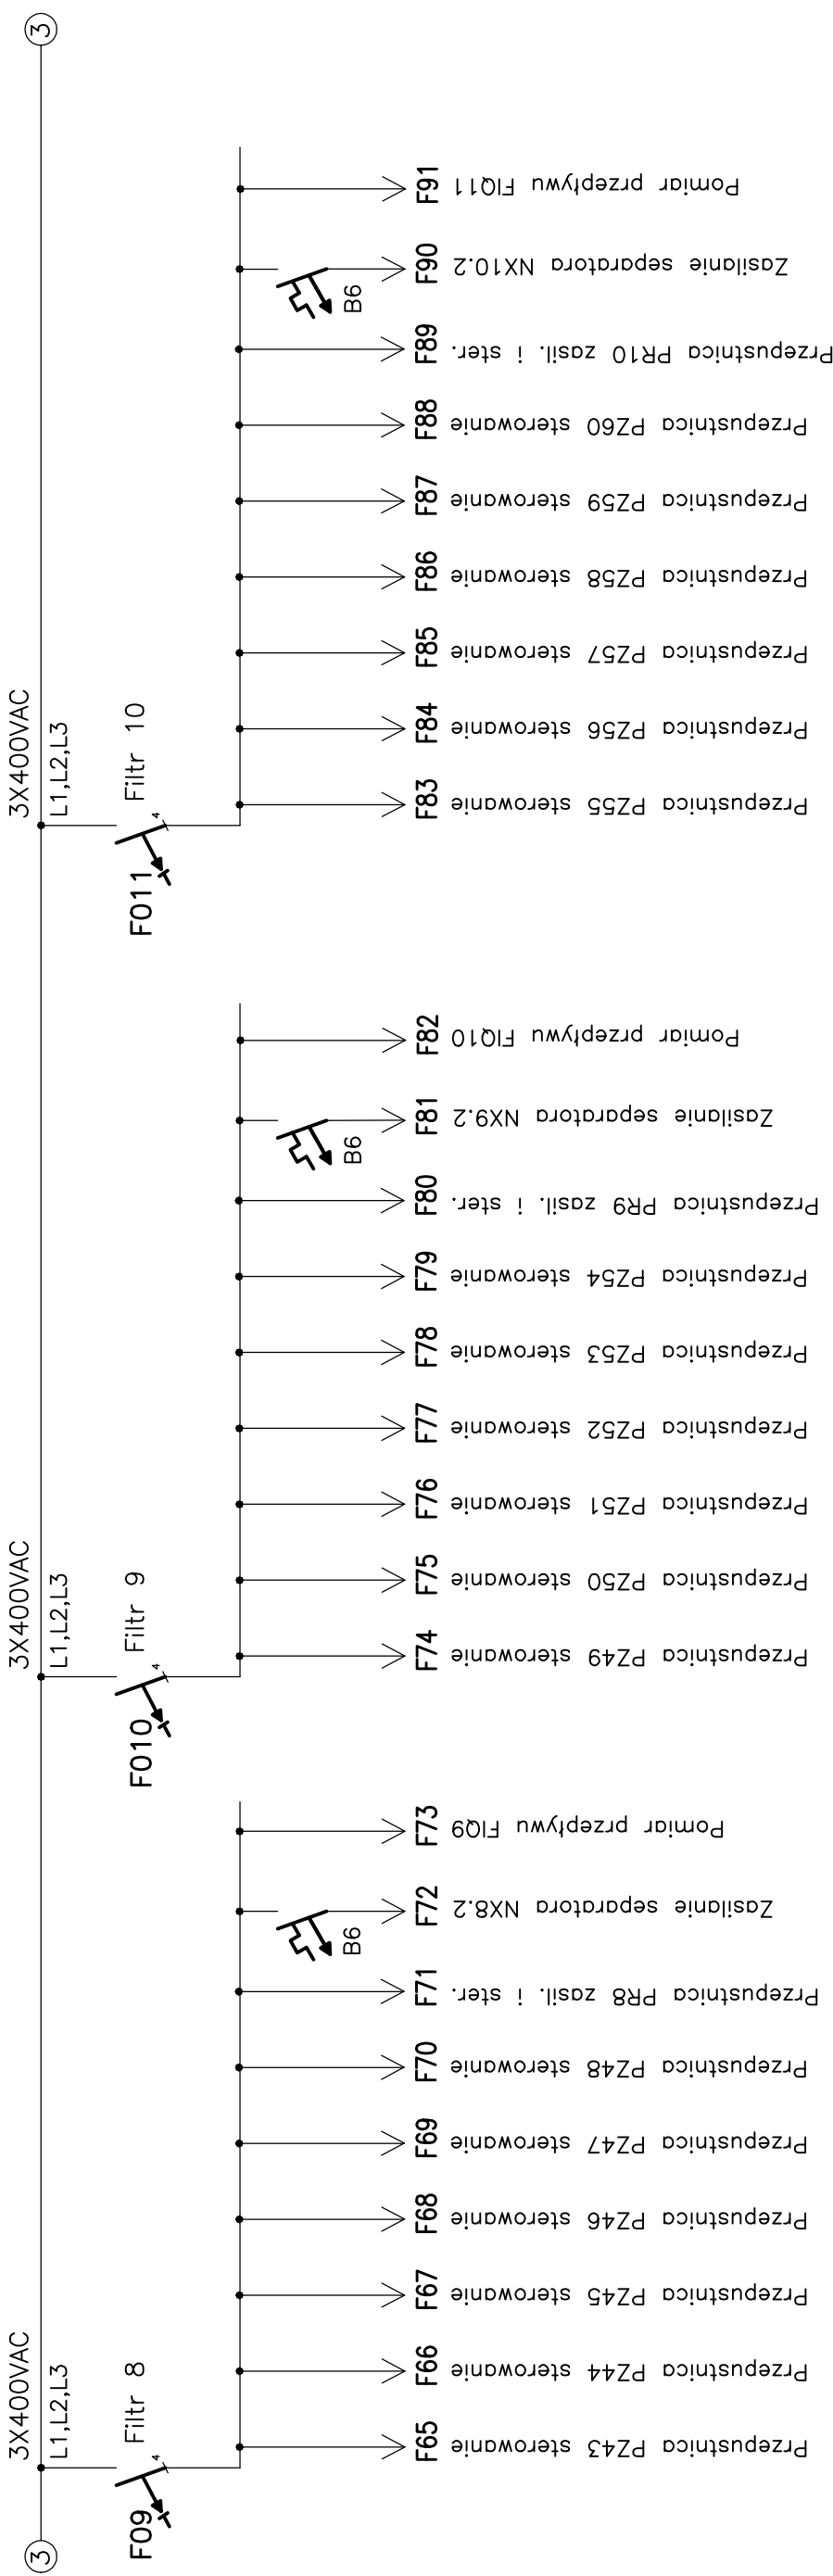 3
3X400VAC
L1,L2,L3
F09
Filtr 8
4
B6
F65
Przepustnica PZ43 sterowanie
F66
Przepustnica PZ44 sterowanie
F67
Przepustnica PZ45 sterowanie
F68
Przepustnica PZ46 sterowanie
F69
Przepustnica PZ47 sterowanie
F70
Przepustnica PZ48 sterowanie
F71
Przepustnica PR8 zasil. i ster.
F72
Zasilanie separatora NX8.2
F73
Pomiar przepływu FIQ9
3X400VAC
L1,L2,L3
F010
Filtr 9
4
B6
F74
Przepustnica PZ49 sterowanie
F75
Przepustnica PZ50 sterowanie
F76
Przepustnica PZ51 sterowanie
F77
Przepustnica PZ52 sterowanie
F78
Przepustnica PZ53 sterowanie
F79
Przepustnica PZ54 sterowanie
F80
Przepustnica PR9 zasil. i ster.
F81
Zasilanie separatora NX9.2
F82
Pomiar przepływu FIQ10
3X400VAC
L1,L2,L3
F011
Filtr 10
4
B6
F83
Przepustnica PZ55 sterowanie
F84
Przepustnica PZ56 sterowanie
F85
Przepustnica PZ57 sterowanie
F86
Przepustnica PZ58 sterowanie
F87
Przepustnica PZ59 sterowanie
F88
Przepustnica PZ60 sterowanie
F89
Przepustnica PR10 zasil. i ster.
F90
Zasilanie separatora NX10.2
F91
Pomiar przepływu FIQ11
3